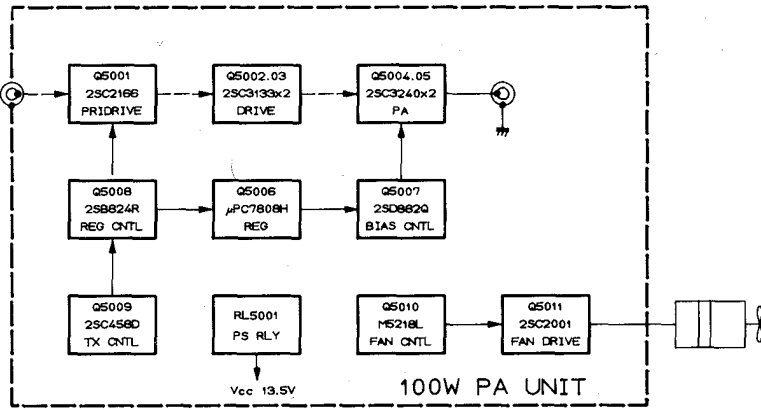 Q5001
2SC2166
PRIDRIVE
Q5002.03
2SC3133x2
DRIVE
Q5004.05
2SC3240x2
PA
Q5008
2SB824R
REG CNTL
Q5006
μPC7808H
REG
Q5007
2SD882Q
BIAS CNTL
Q5009
2SC458D
TX CNTL
RL5001
PS RLY
Q5010
M5218L
FAN CNTL
Q5011
2SC2001
FAN DRIVE
Vcc 13.5V
100W PA UNIT